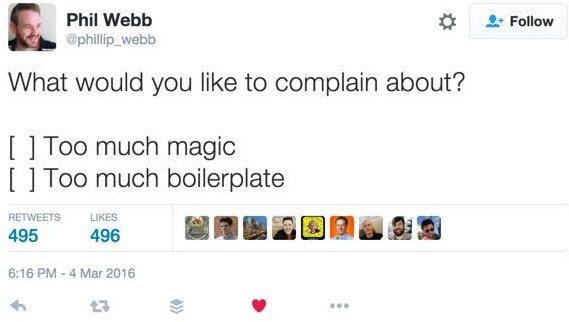 Phil Webb
@phillip_webb
Follow
What would you like to complain about?
[ ] Too much magic
[ ] Too much boilerplate
RETWEETS LIKES
495 496
6:16 PM - 4 Mar 2016